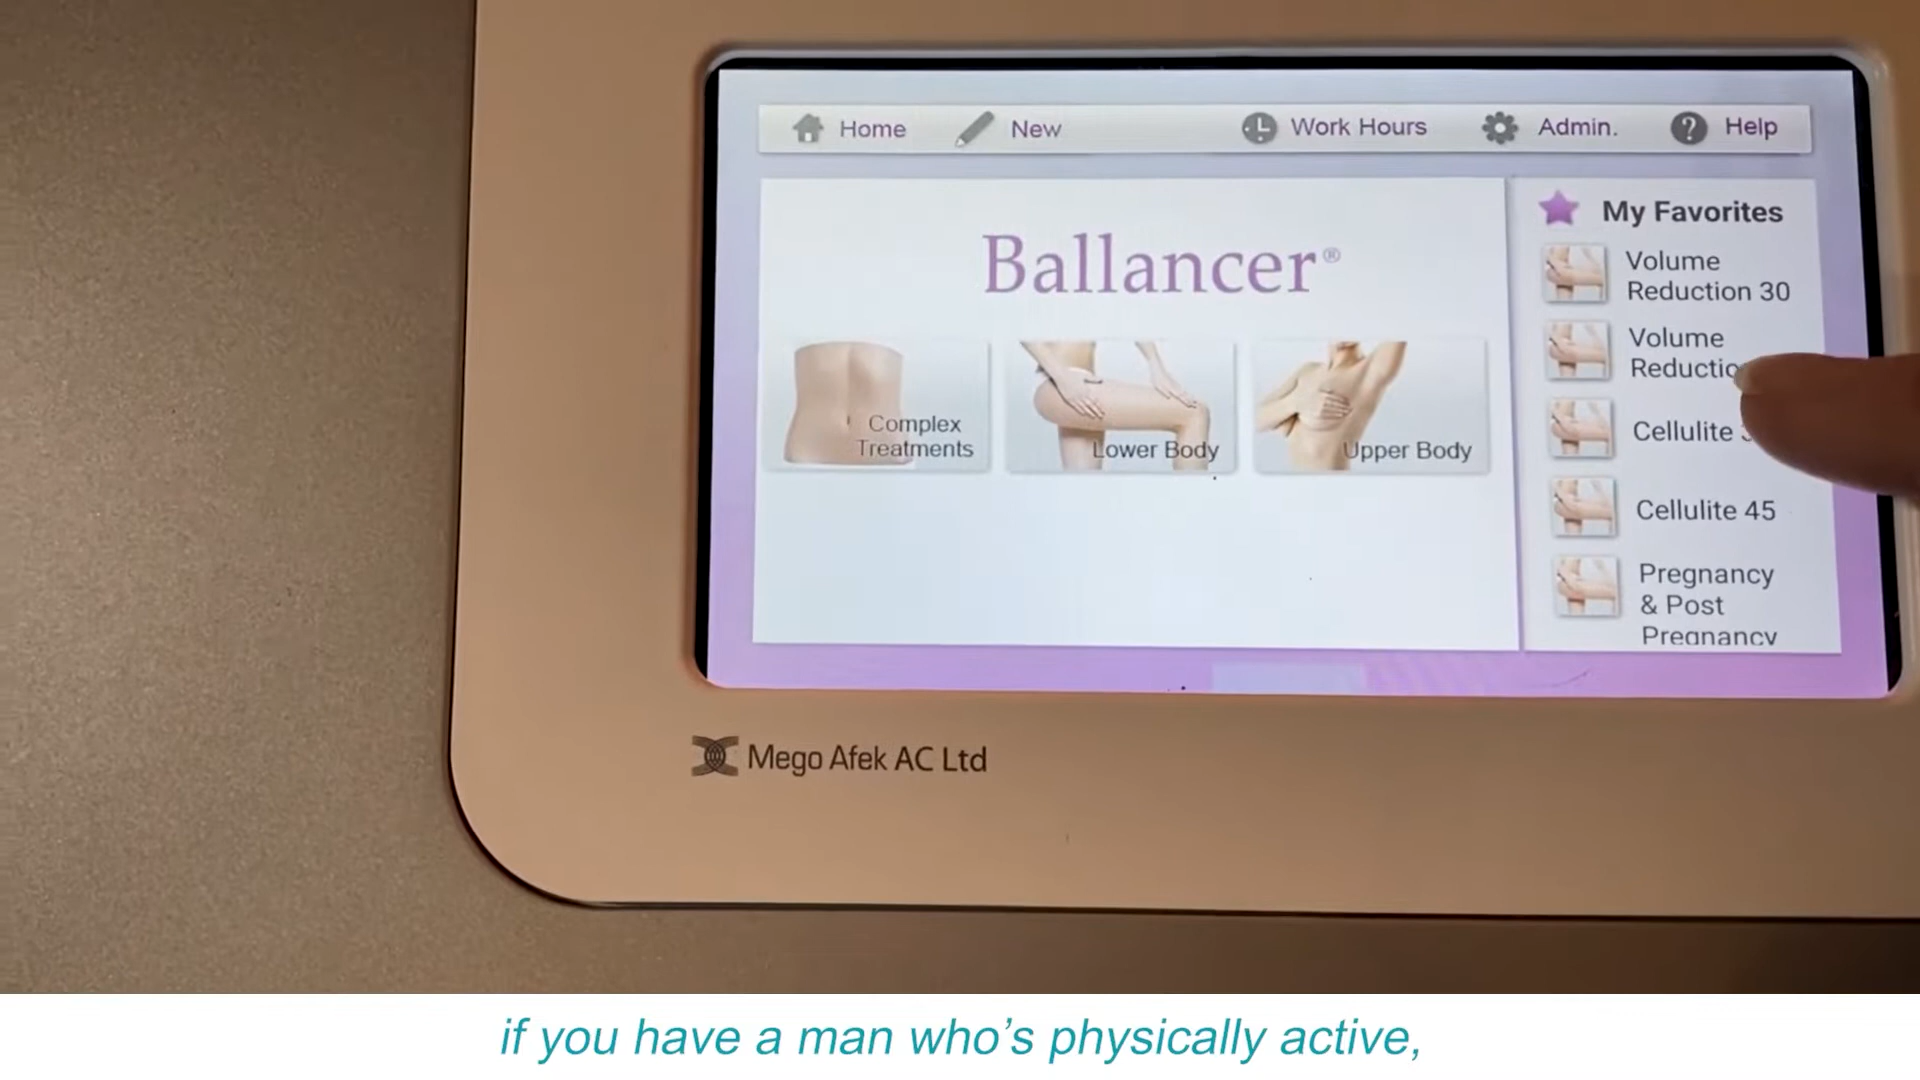 Home New Work Hours Admin. Help
Ballancer®
Complex
Treatments
Lower Body
Upper Body
My Favorites
Volume
Reduction 30
Volume
Cellulite
Cellulite 45
Pregnancy
& Post
Pregnancy
Mego Afek AC Ltd
if you have a man who's physically active,